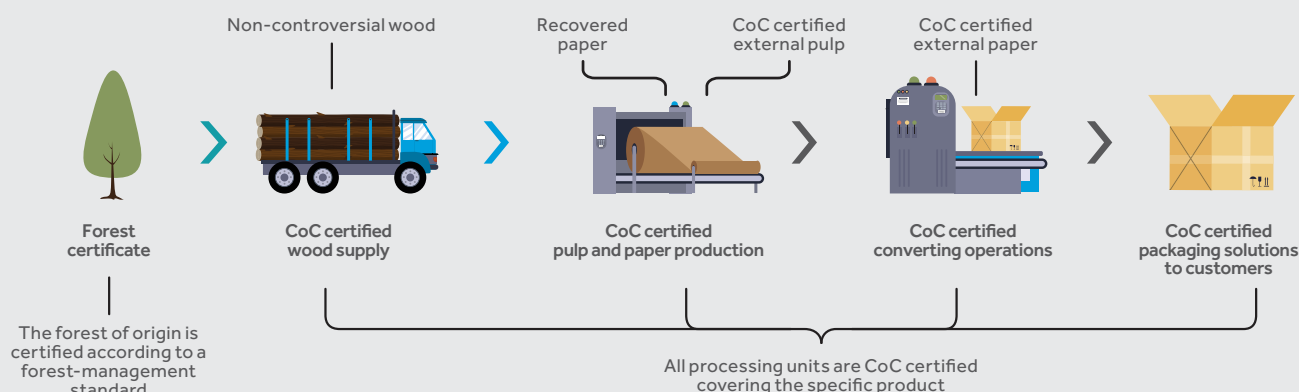 Non-controversial wood
Recovered
paper
CoC certified
external pulp
CoC certified
external paper
Forest
certificate
CoC certified
wood supply
CoC certified
pulp and paper production
CoC certified
converting operations
CoC certified
packaging solutions
to customers
The forest of origin is
certified according to a
forest-management
standard
All processing units are CoC certified
covering the specific product